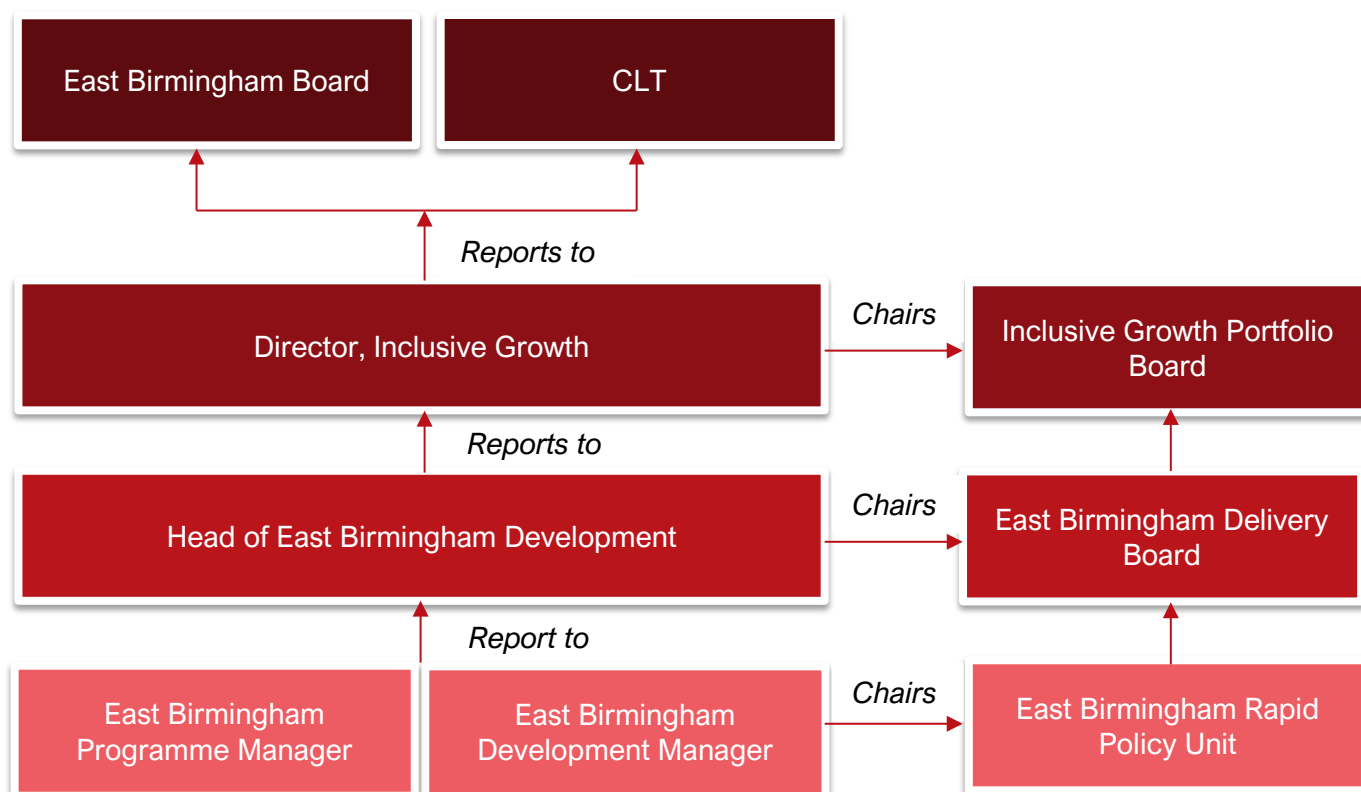 East Birmingham Board
CLT
Reports to
Director, Inclusive Growth
Chairs
Inclusive Growth Portfolio
Board
Reports to
Head of East Birmingham Development
Chairs
East Birmingham Delivery
Board
Report to
East Birmingham
Programme Manager
East Birmingham
Development Manager
Chairs
East Birmingham Rapid
Policy Unit